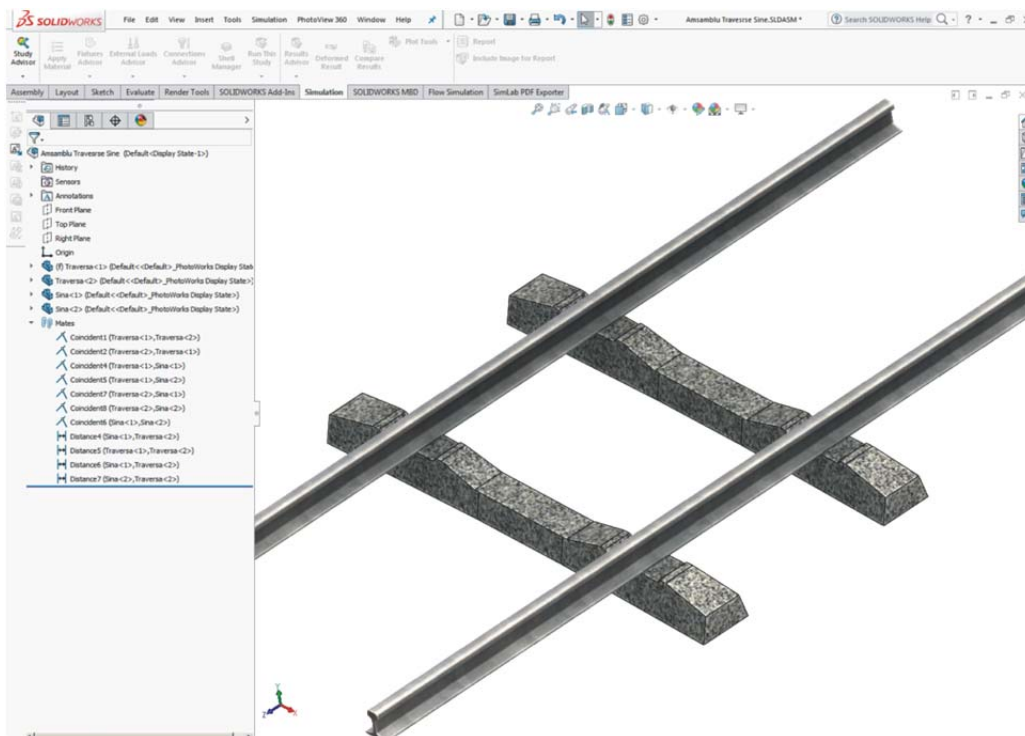 SOLIDWORKS File Edit View Insert Tools Simulation PhotoView 360 Window Help Ansamblu Travesrse Sine.SLDASM * Search SOLIDWORKS Help
Study Advisor
Apply Material
Fixtures Advisor
External Loads Advisor
Connections Advisor
Shell Manager
Run This Study
Results Advisor
Deformed Result
Compare Results
Plot Tools
Report
Include Image for Report
Assembly Layout Sketch Evaluate Render Tools SOLIDWORKS Add-Ins Simulation SOLIDWORKS MBD Flow Simulation SimLab PDF Exporter
Ansamblu Travesrse Sine (Default<Display State-1>)
History
Sensors
Annotations
Front Plane
Top Plane
Right Plane
Origin
(f) Traversa<1> (Default<<Default>_PhotoWorks Display Stat
Traversa<2> (Default<<Default>_PhotoWorks Display State>)
Sina<1> (Default<<Default>_PhotoWorks Display State>)
Sina<2> (Default<<Default>_PhotoWorks Display State>)
Mates
Coincident1 (Traversa<1>,Traversa<2>)
Coincident2 (Traversa<2>,Traversa<1>)
Coincident4 (Traversa<1>,Sina<1>)
Coincident5 (Traversa<1>,Sina<2>)
Coincident7 (Traversa<2>,Sina<1>)
Coincident8 (Traversa<2>,Sina<2>)
Coincident6 (Sina<1>,Sina<2>)
Distance4 (Sina<1>,Traversa<2>)
Distance5 (Traversa<1>,Traversa<2>)
Distance6 (Sina<1>,Traversa<2>)
Distance7 (Sina<2>,Traversa<2>)